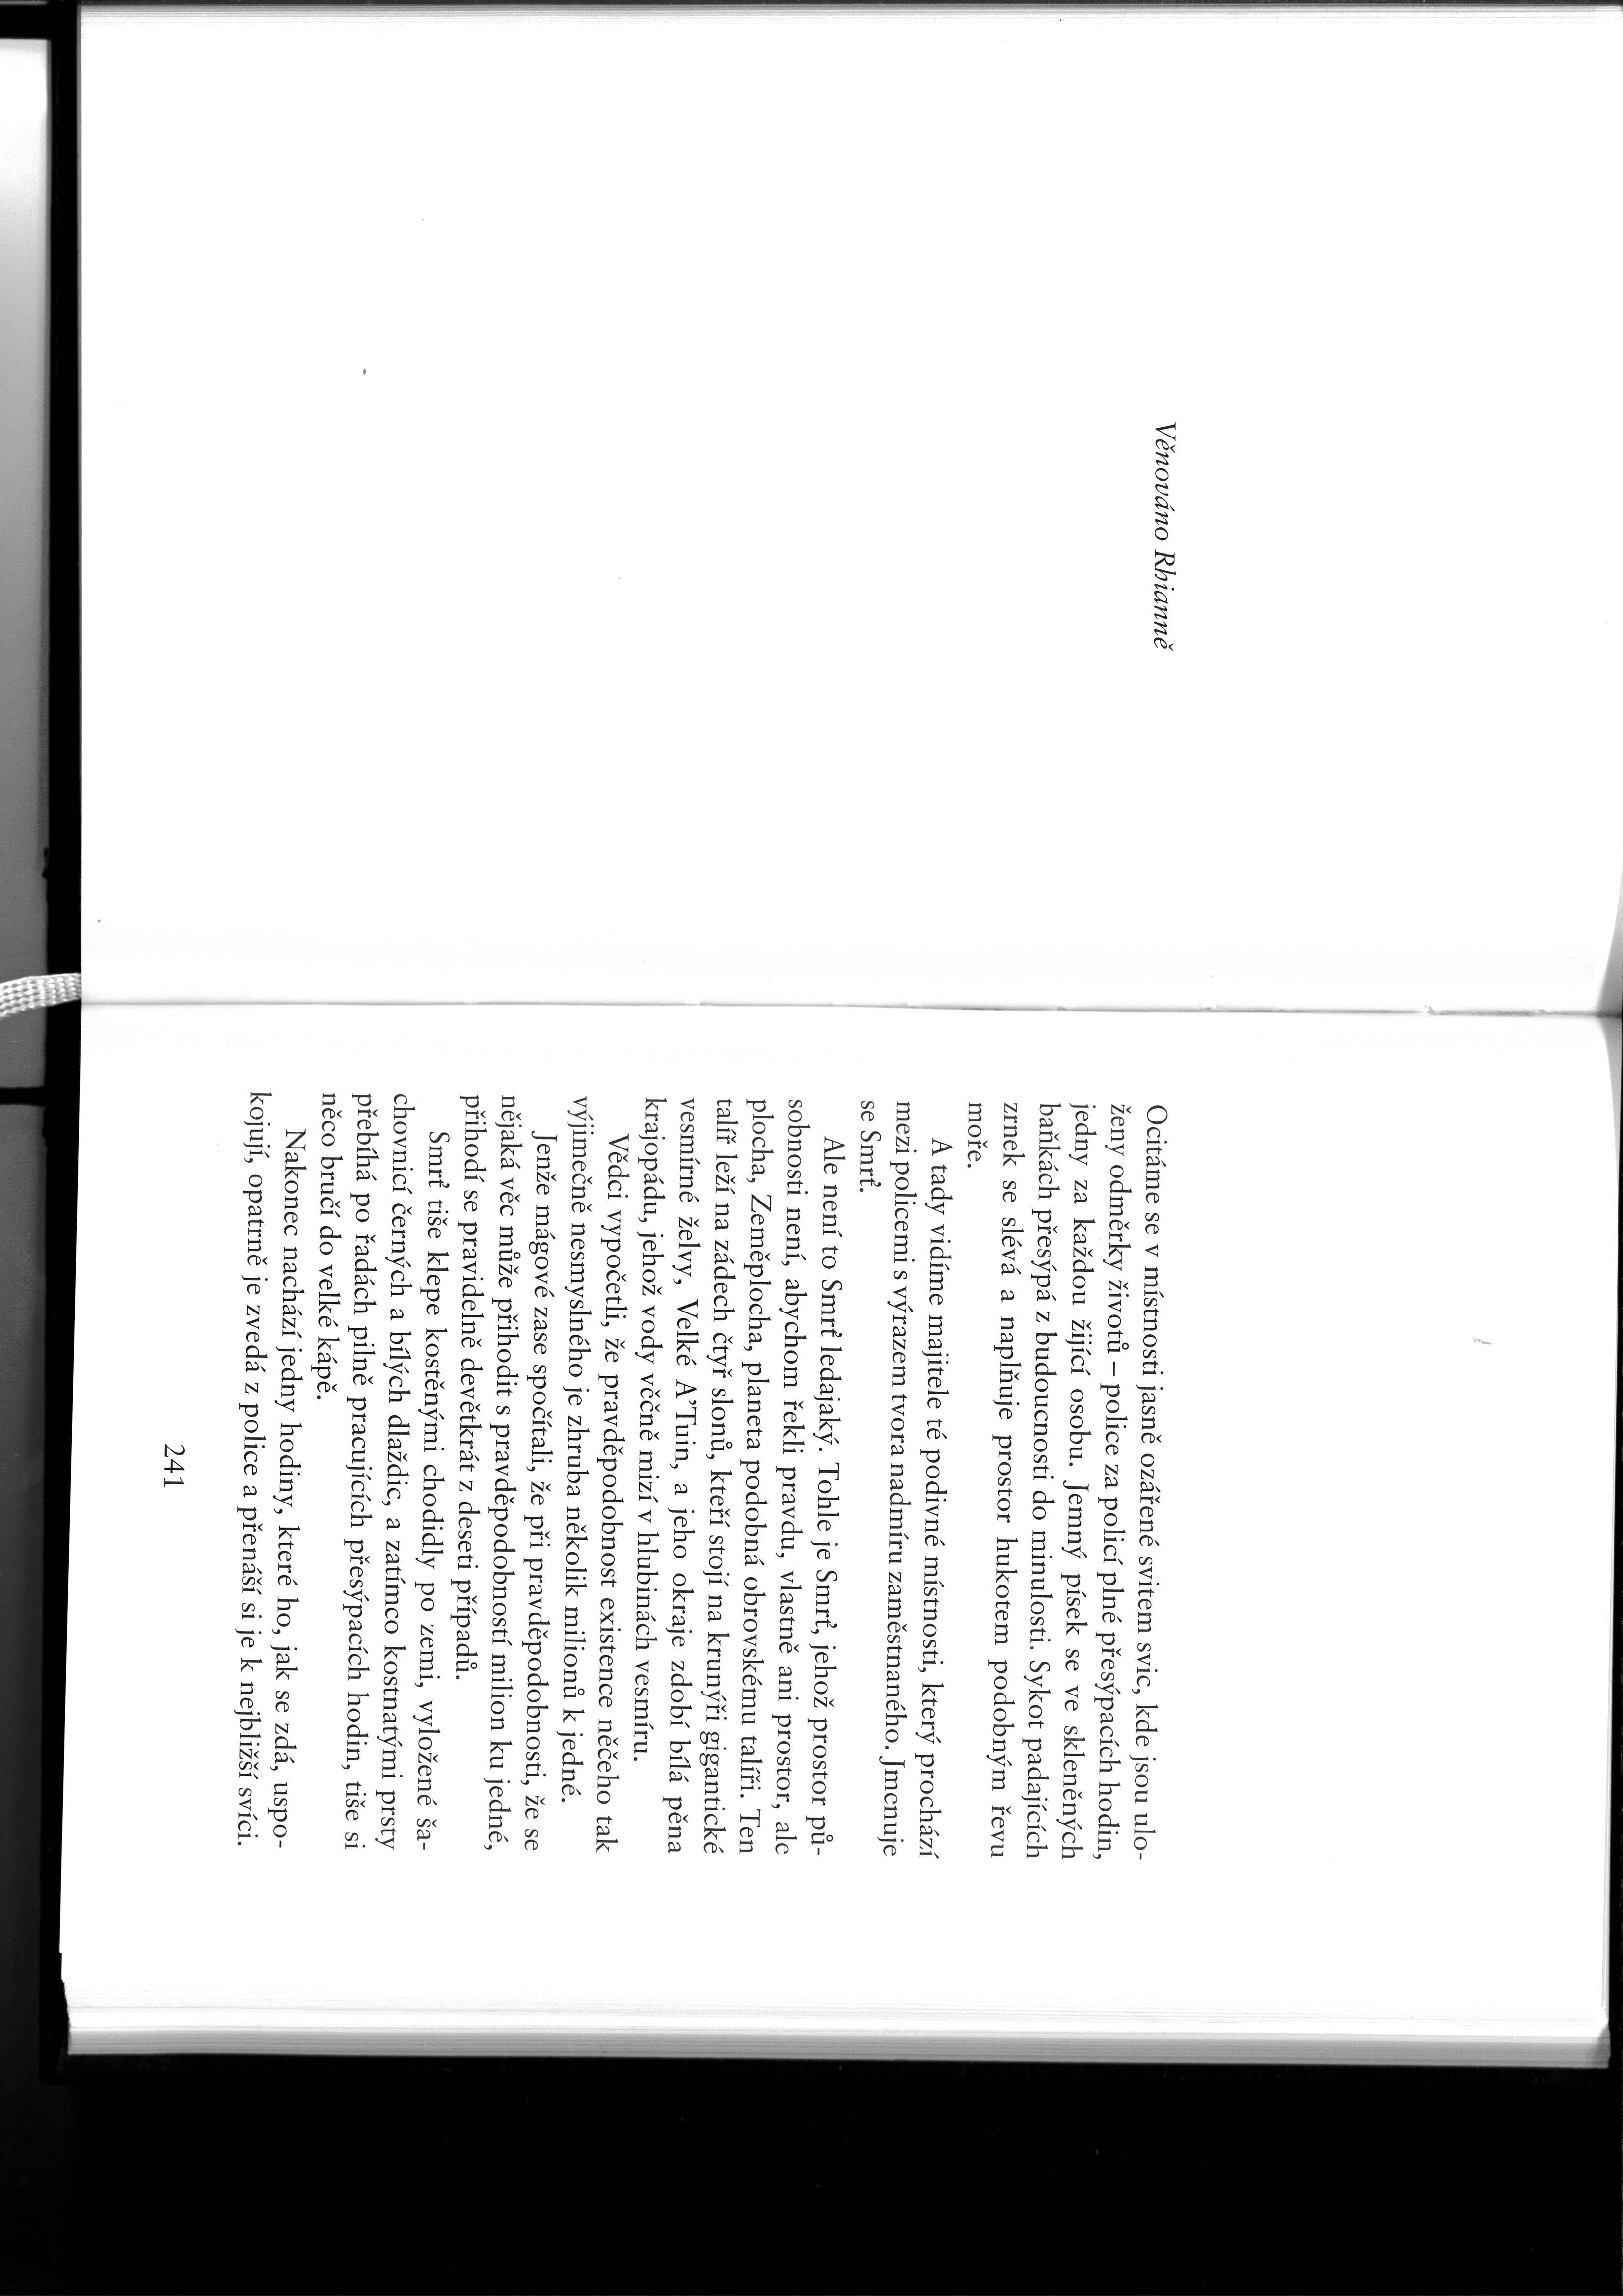 Věnováno Rhianně
Ocitáme se v místnosti jasně ozářené svitem svic, kde jsou ulo-
ženy odměrky životů – police za policí plné přesýpacích hodin,
jedny za každou žijící osobu. Jemný písek se ve skleněných
baňkách přesýpá z budoucnosti do minulosti. Sykot padajících
zrnek se slévá a naplňuje prostor hukotem podobným řevu
moře.
A tady vidíme majitele té podivné místnosti, který prochází
mezi policemi s výrazem tvora nadmíru zaměstnaného. Jmenuje
se Smrť.
Ale není to Smrť ledajaký. Tohle je Smrť, jehož prostor pů-
sobnosti není, abychom řekli pravdu, vlastně ani prostor, ale
plocha, Zeměplocha, planeta podobná obrovskému talíři. Ten
talíř leží na zádech čtyř slonů, kteří stojí na krunýři gigantické
vesmírné želvy, Velké A’Tuin, a jeho okraje zdobí bílá pěna
krajopádu, jehož vody věčně mizí v hlubinách vesmíru.
Vědci vypočetli, že pravděpodobnost existence něčeho tak
výjimečně nesmyslného je zhruba několik milionů k jedné.
Jenže mágové zase spočítali, že při pravděpodobnosti, že se
nějaká věc může přihodit s pravděpodobností milion ku jedné,
přihodí se pravidelně devětkrát z deseti případů.
Smrť tiše klepe kostěnými chodidly po zemi, vyložené ša-
chovnicí černých a bílých dlaždic, a zatímco kostnatými prsty
přebíhá po řadách pilně pracujících přesýpacích hodin, tiše si
něco bručí do velké kápě.
Nakonec nachází jedny hodiny, které ho, jak se zdá, uspo-
kojují, opatrně je zvedá z police a přenáší si je k nejbližší svíci.
241